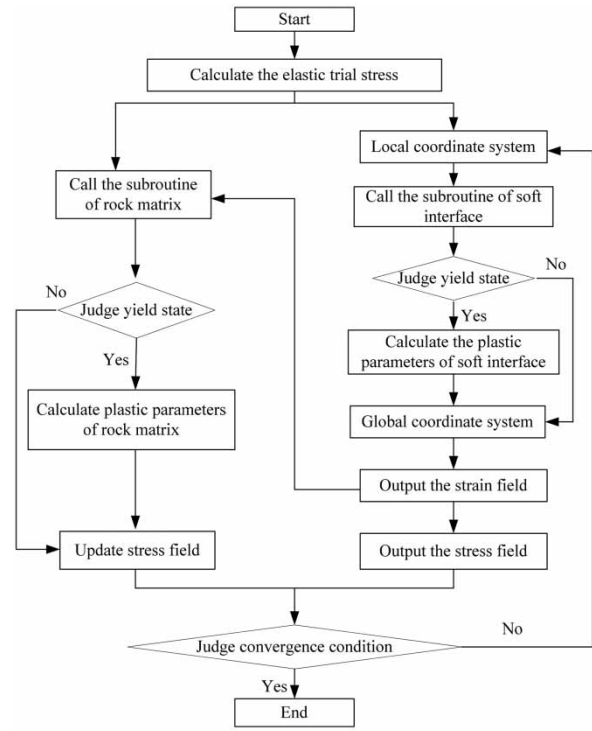 Start
Calculate the elastic trial stress
Local coordinate system
Call the subroutine
of rock matrix
Call the subroutine of soft
interface
No
Judge yield state
Yes
Judge yield state
No
Yes
Calculate the plastic
parameters of soft interface
Calculate plastic parameters
of rock matrix
Global coordinate system
Output the strain field
Update stress field
Output the stress field
Judge convergence condition
No
Yes
End